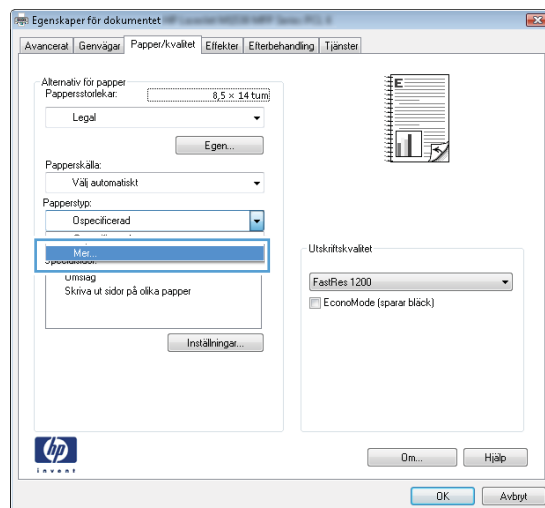 Egenskaper för dokumentet
Avancerat Genvägar Papper/kvalitet Effekter Efterbehandling Tjänster
Alternativ för papper
Pappersstorlekar: 8,5 × 14 tum
Legal
Egen...
Papperskälla:
Välj automatiskt
Papperstyp:
Ospecificerad
Mer...
Omslag
Skriva ut sidor på olika papper
Inställningar...
E
Utskriftskvalitet
FastRes 1200
EconoMode (sparar bläck)
hp
invent
Om... Hjälp
OK Avbryt